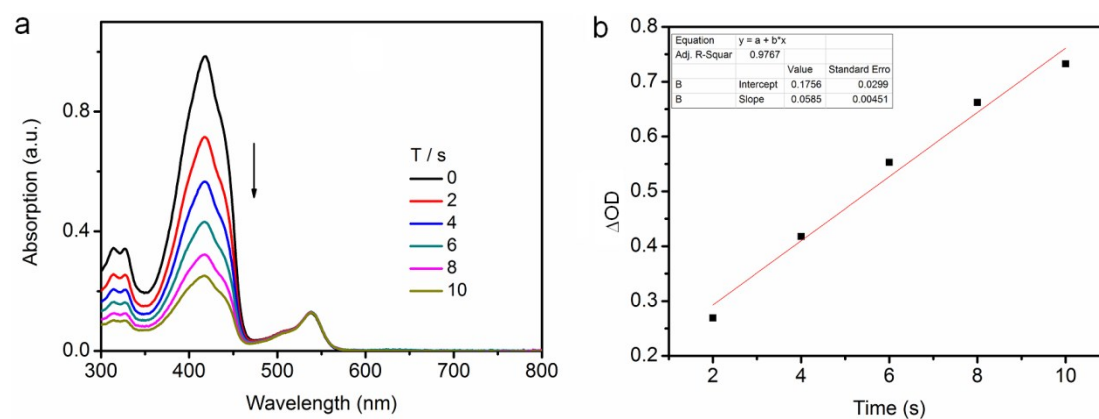 a
Absorption (a.u.)
0.8
0.4
0.0
300 400 500 600 700 800
Wavelength (nm)
T / s
0
2
4
6
8
10
b
ΔOD
0.8
0.7
0.6
0.5
0.4
0.3
0.2
2 4 6 8 10
Time (s)
Equation y = a + b*x
Adj. R-Squar 0.9767
Value Standard Erro
B Intercept 0.1756 0.0299
B Slope 0.0585 0.00451